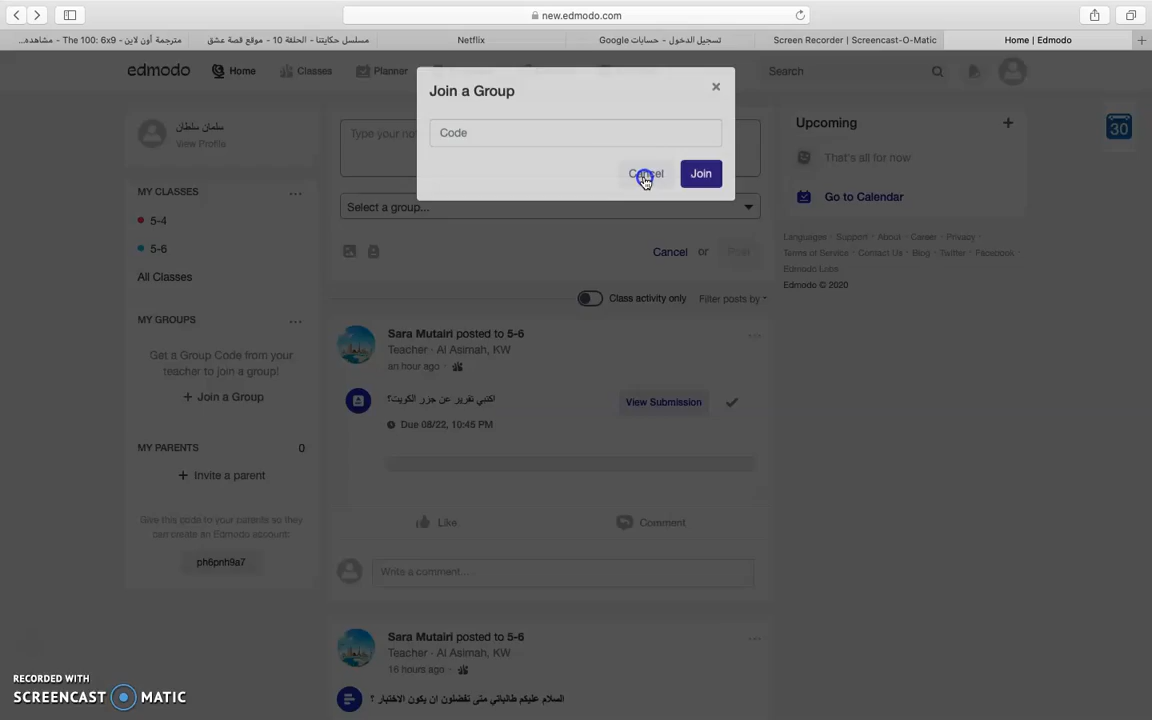 new.edmodo.com
مترجمة أون لاين - The 100: 6x9 - مشاهده...
مسلسل حكايتنا - الحلقة 10 - موقع قصة عشق
Netflix
تسجيل الدخول - حسابات Google
Screen Recorder | Screencast-O-Matic
Home | Edmodo
edmodo
Home
Classes
Planner
Search
Join a Group
Code
Cancel
Join
سلمان سلطان
View Profile
MY CLASSES
5-4
5-6
All Classes
MY GROUPS
Get a Group Code from your
teacher to join a group!
+ Join a Group
MY PARENTS 0
+ Invite a parent
Give this code to your parents so they
can create an Edmodo account:
ph6pnh9a7
Type your no
Select a group...
Cancel or Post
Class activity only Filter posts by
Sara Mutairi posted to 5-6
Teacher · Al Asimah, KW
an hour ago ·
اكتبي تقرير عن جزر الكويت؟
View Submission
Due 08/22, 10:45 PM
Like
Comment
Write a comment...
Sara Mutairi posted to 5-6
Teacher · Al Asimah, KW
16 hours ago ·
السلام عليكم طالباتي متى تفضلون ان يكون الاختبار ؟
Upcoming
That's all for now
Go to Calendar
30
Languages · Support · About · Career · Privacy ·
Terms of Service · Contact Us · Blog · Twitter · Facebook ·
Edmodo Labs
Edmodo © 2020
RECORDED WITH
SCREENCAST MATIC